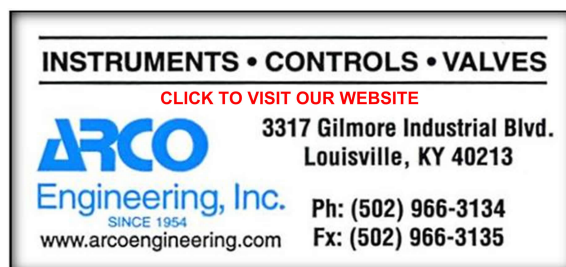 INSTRUMENTS • CONTROLS • VALVES
CLICK TO VISIT OUR WEBSITE
ARCO
Engineering, Inc.
SINCE 1954
www.arcoengineering.com
3317 Gilmore Industrial Blvd.
Louisville, KY 40213
Ph: (502) 966-3134
Fx: (502) 966-3135